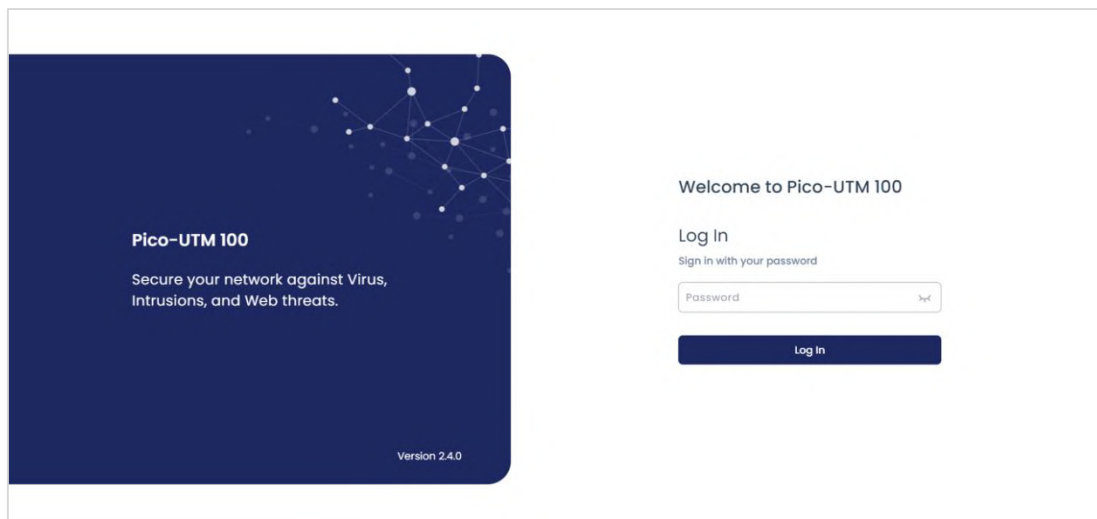 Pico-UTM 100
Secure your network against Virus,
Intrusions, and Web threats.
Version 2.4.0
Welcome to Pico-UTM 100
Log In
Sign in with your password
Password
Log In